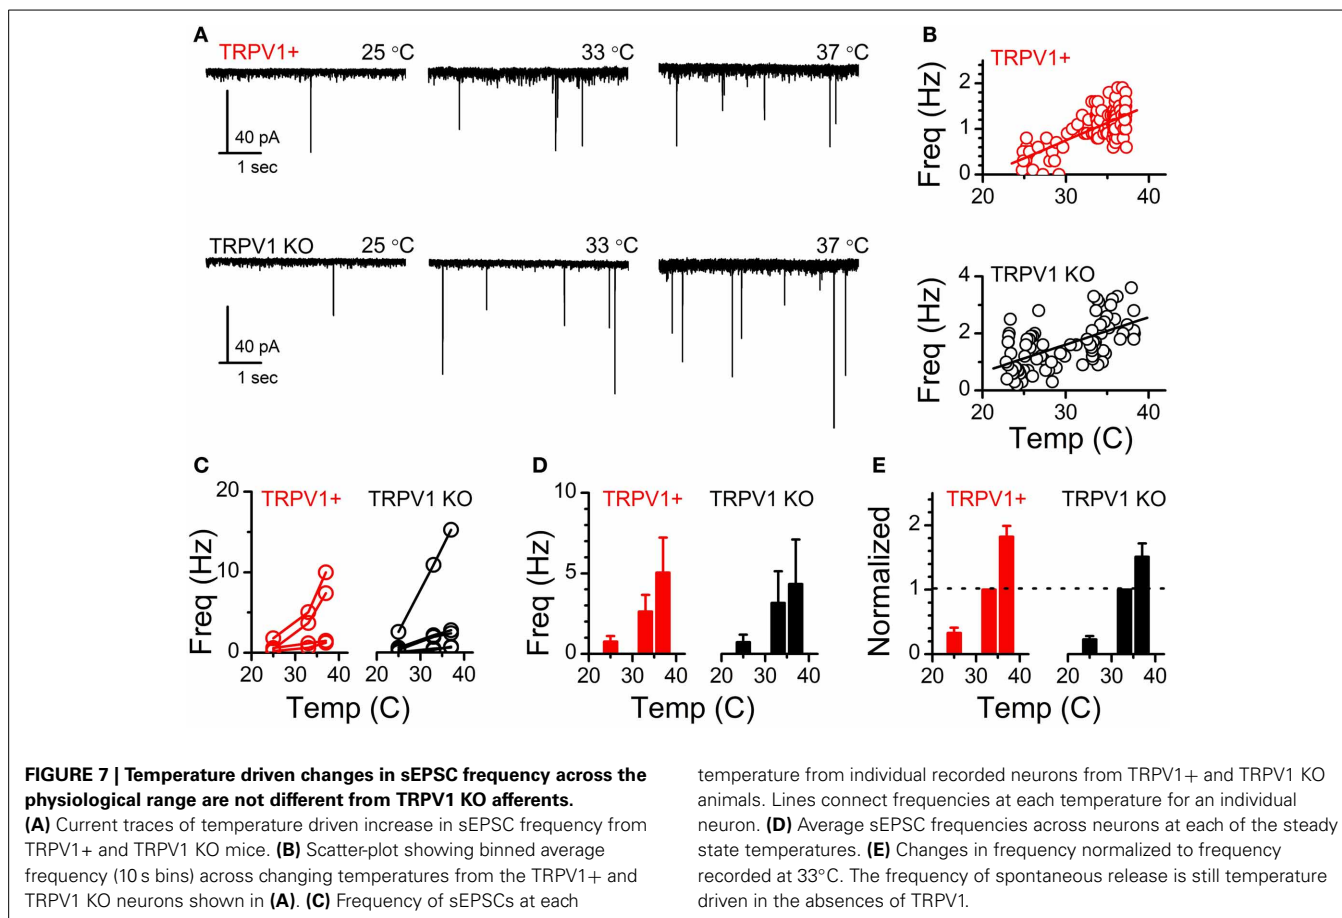 A
TRPV1+
25 °C
33 °C
37 °C
40 pA
1 sec
TRPV1 KO
25 °C
33 °C
37 °C
40 pA
1 sec
B
TRPV1+
Freq (Hz)
2
1
0
20 30 40
TRPV1 KO
Freq (Hz)
4
2
0
20 30 40
Temp (C)
C
TRPV1+ TRPV1 KO
Freq (Hz)
20
10
0
20 30 40 20 30 40
Temp (C)
D
TRPV1+ TRPV1 KO
Freq (Hz)
10
5
0
20 30 40 20 30 40
Temp (C)
E
TRPV1+ TRPV1 KO
Normalized
2
1
0
20 30 40 20 30 40
Temp (C)
FIGURE 7 | Temperature driven changes in sEPSC frequency across the
physiological range are not different from TRPV1 KO afferents.
(A) Current traces of temperature driven increase in sEPSC frequency from
TRPV1+ and TRPV1 KO mice. (B) Scatter-plot showing binned average
frequency (10 s bins) across changing temperatures from the TRPV1+ and
TRPV1 KO neurons shown in (A). (C) Frequency of sEPSCs at each
temperature from individual recorded neurons from TRPV1+ and TRPV1 KO
animals. Lines connect frequencies at each temperature for an individual
neuron. (D) Average sEPSC frequencies across neurons at each of the steady
state temperatures. (E) Changes in frequency normalized to frequency
recorded at 33°C. The frequency of spontaneous release is still temperature
driven in the absences of TRPV1.